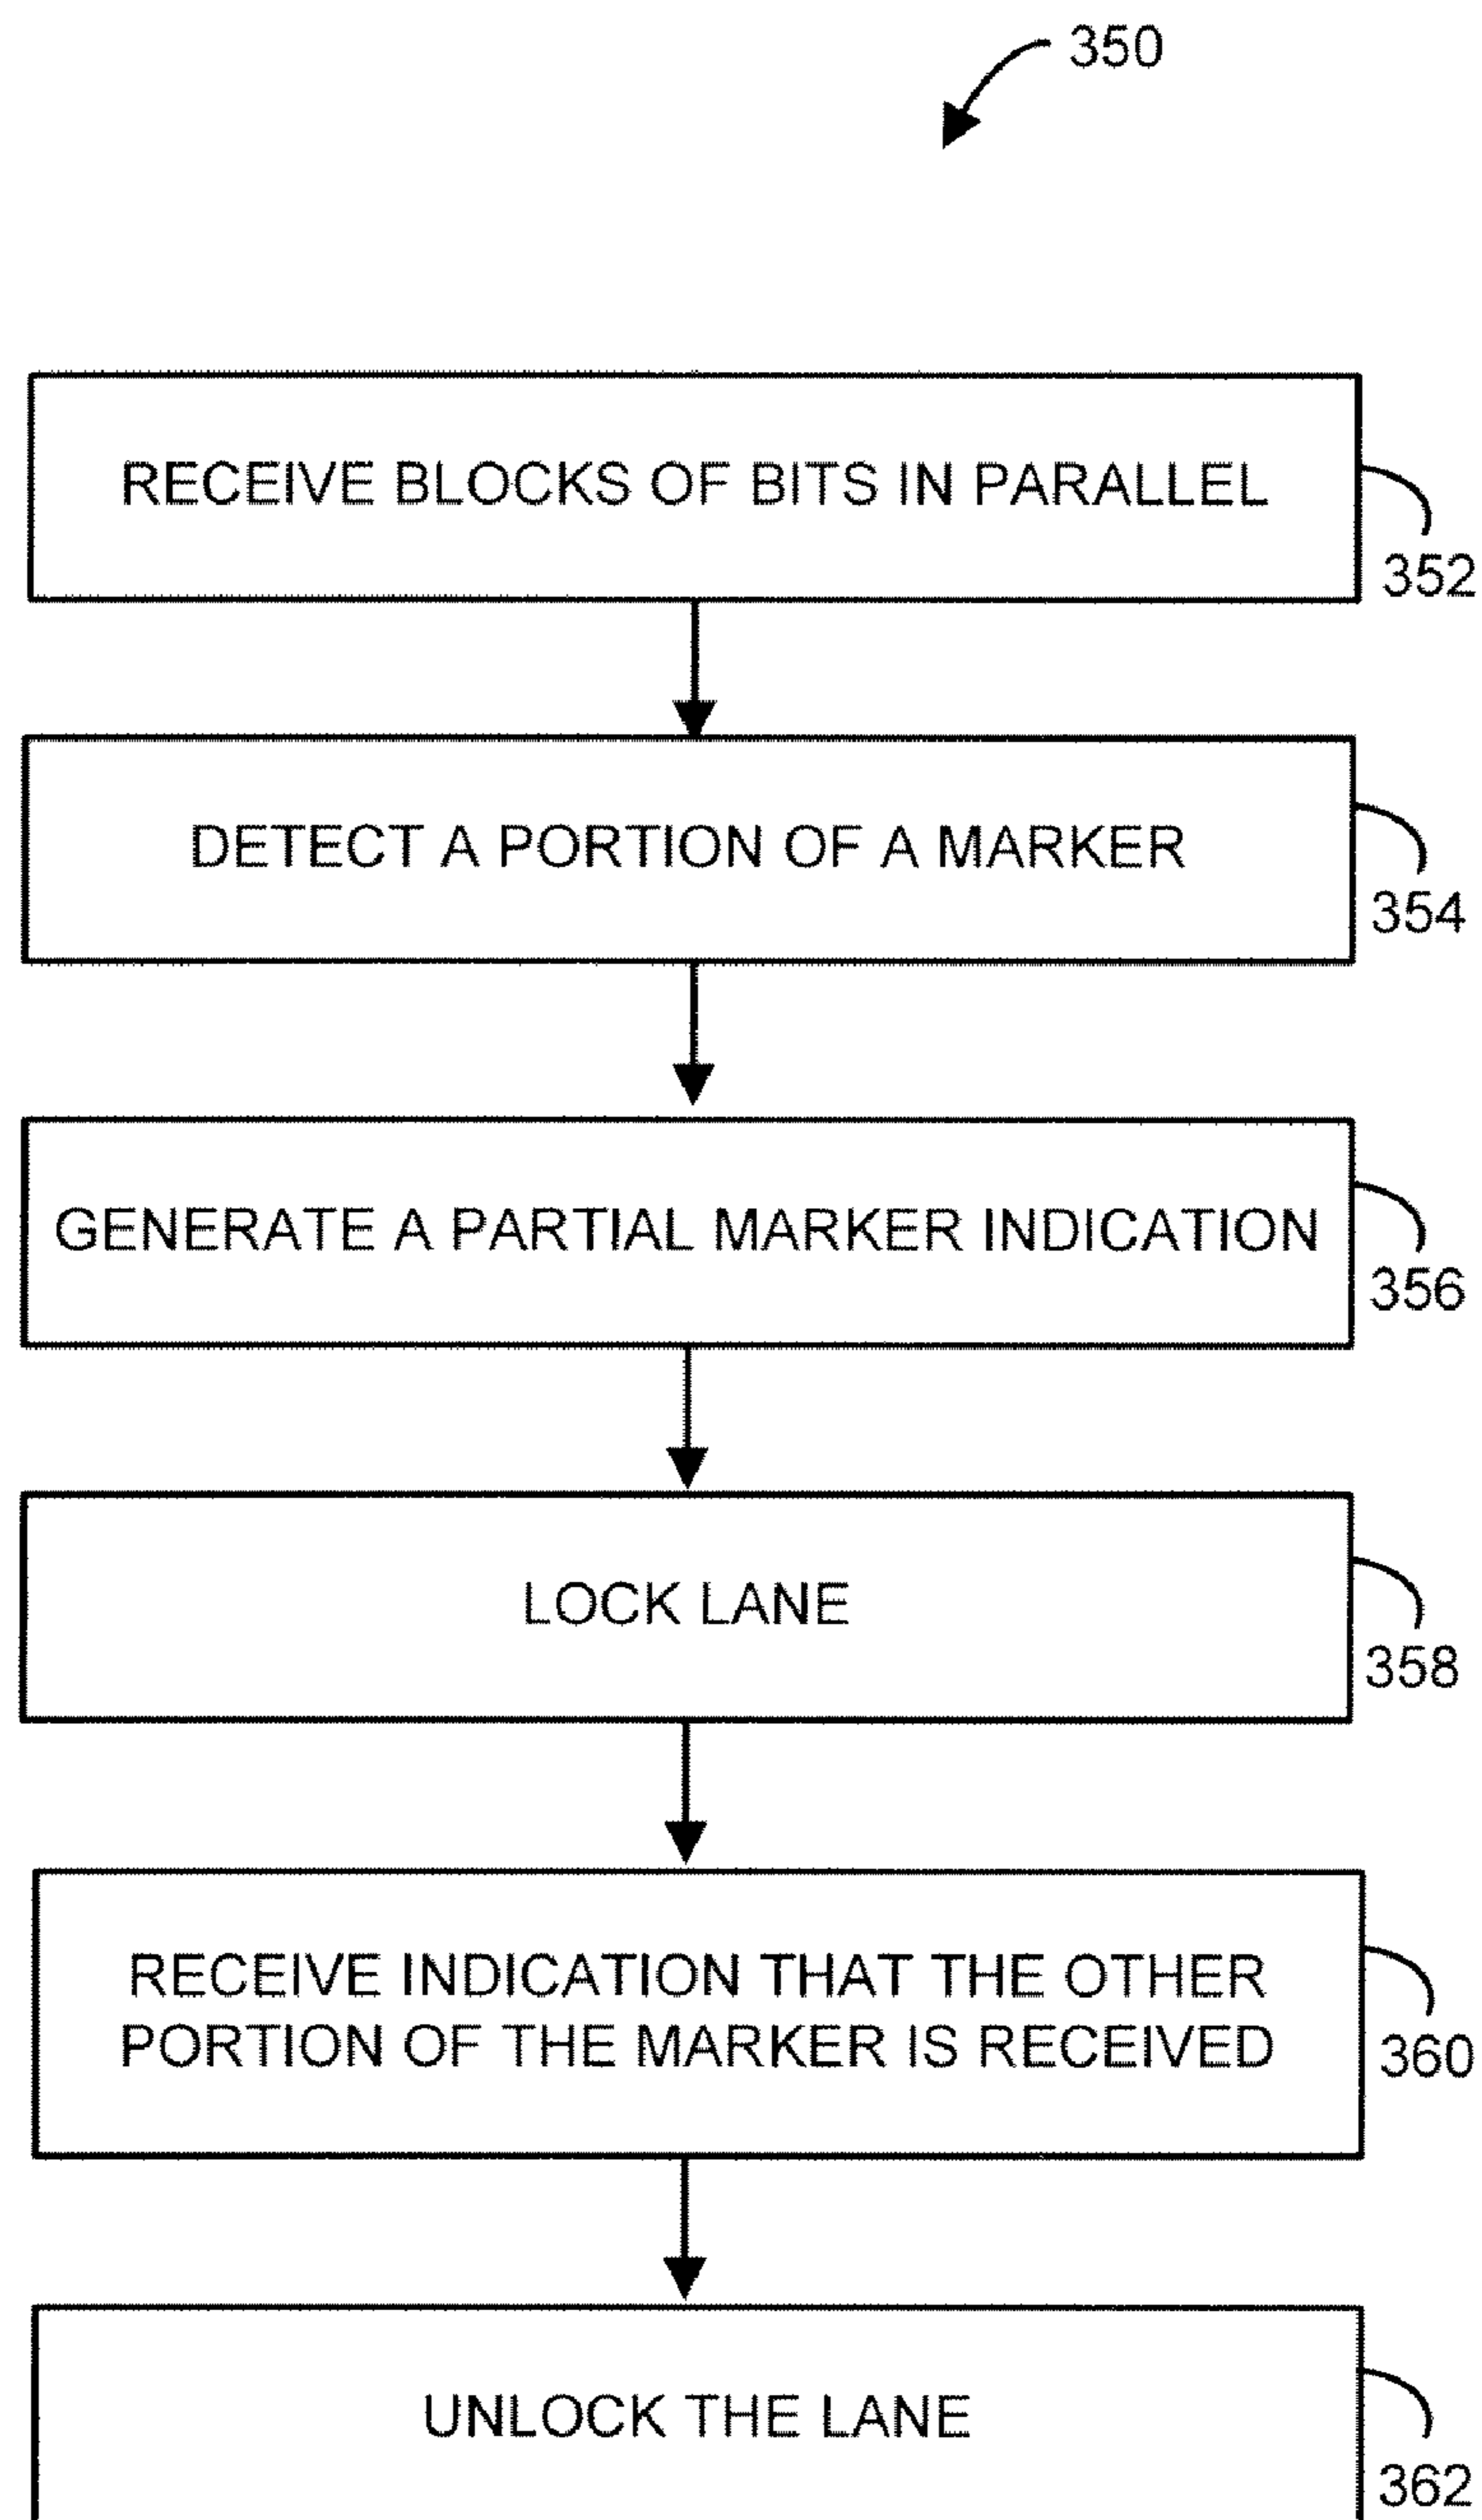 350
RECEIVE BLOCKS OF BITS IN PARALLEL
352
DETECT A PORTION OF A MARKER
354
GENERATE A PARTIAL MARKER INDICATION
356
LOCK LANE
358
RECEIVE INDICATION THAT THE OTHER
PORTION OF THE MARKER IS RECEIVED
360
UNLOCK THE LANE
362